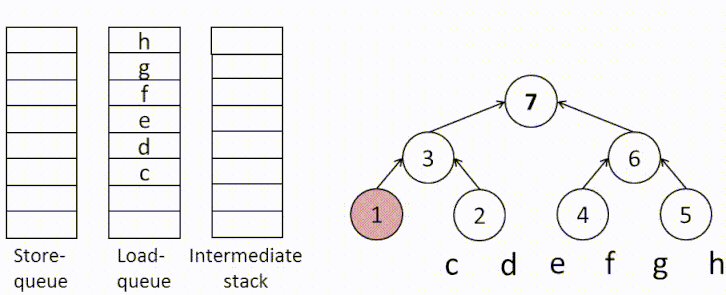 h
g
f
e
d
c
Store-
queue
Load-
queue
Intermediate
stack
7
3 6
1 2 4 5
c d e f g h